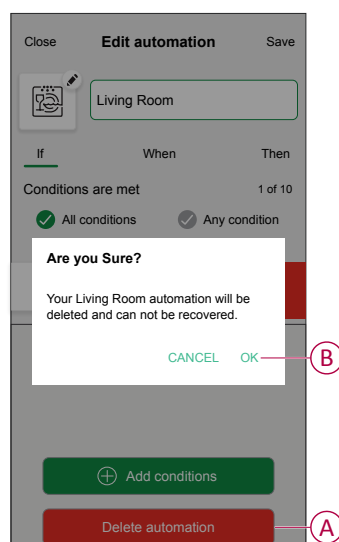 Close Edit automation Save
Living Room
If When Then
Conditions are met 1 of 10
All conditions Any condition
Are you Sure?
Your Living Room automation will be
deleted and can not be recovered.
CANCEL OK
B
Add conditions
Delete automation
A